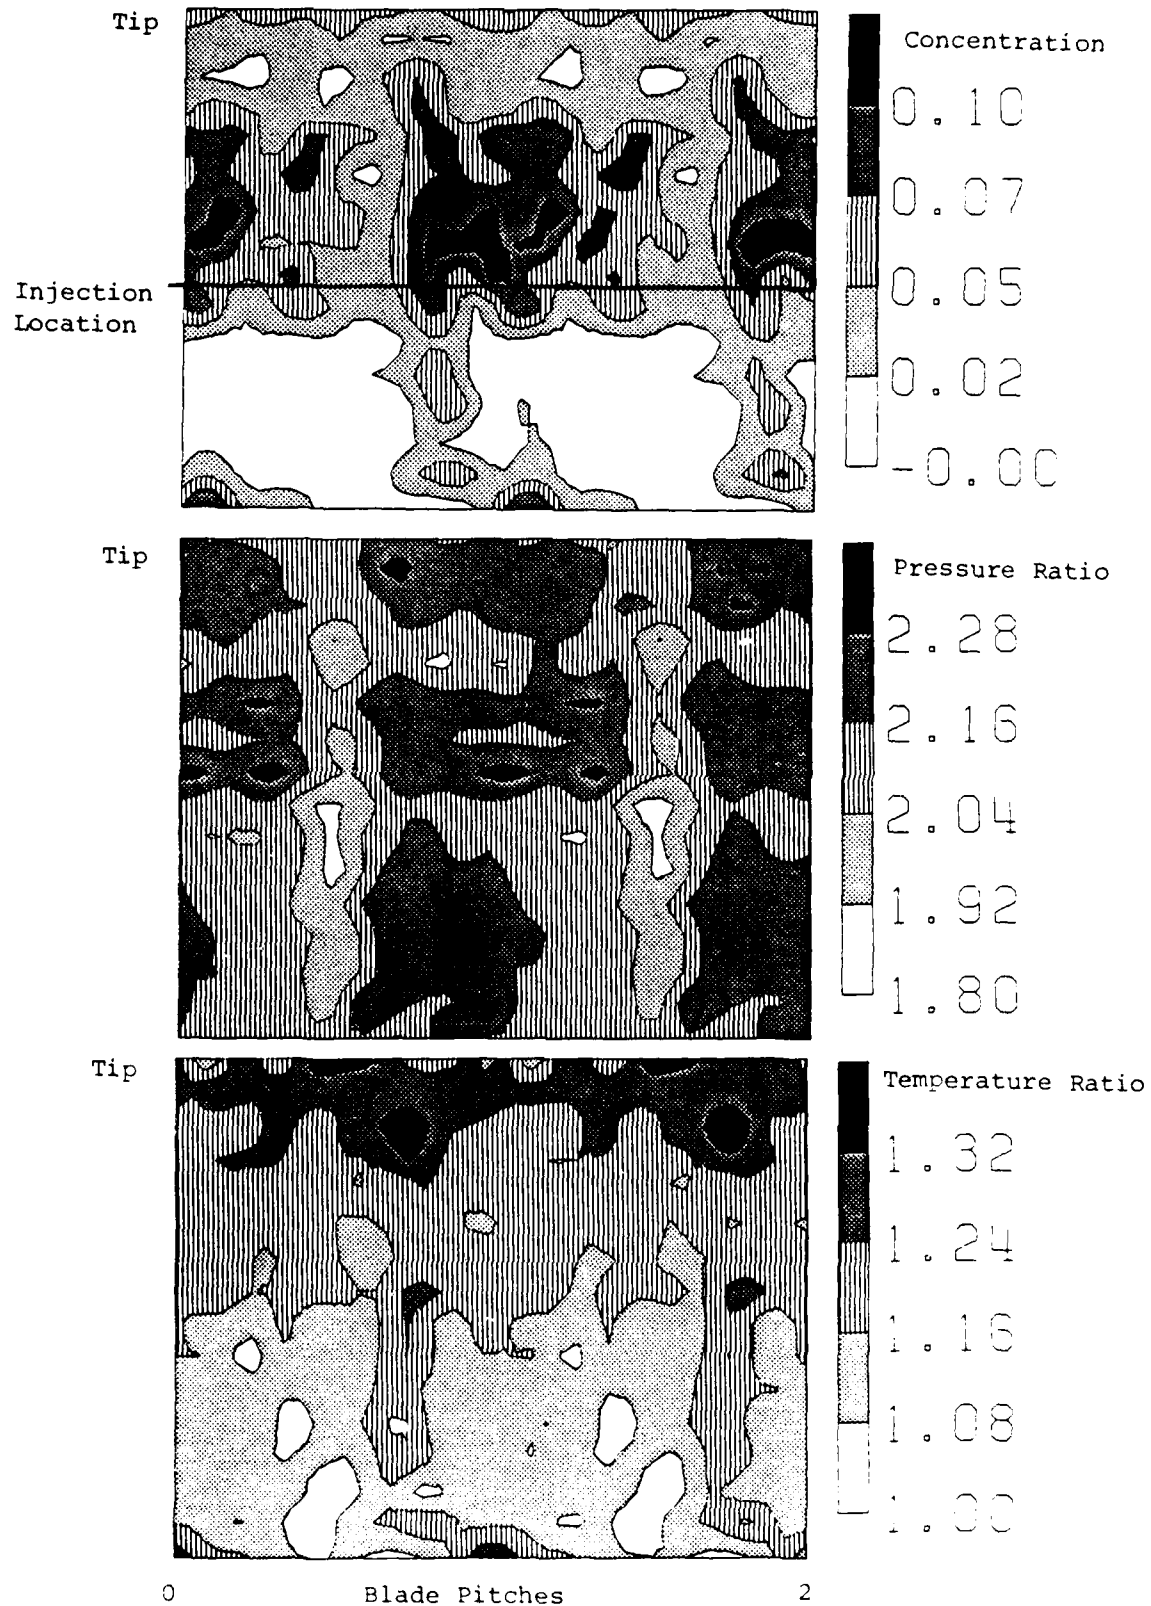 Tip
Concentration
0.10
0.07
Injection
Location
0.05
0.02
-0.00
Tip
Pressure Ratio
2.28
2.16
2.04
1.92
1.80
Tip
Temperature Ratio
1.32
1.24
1.16
1.08
1.00
0
Blade Pitches
2